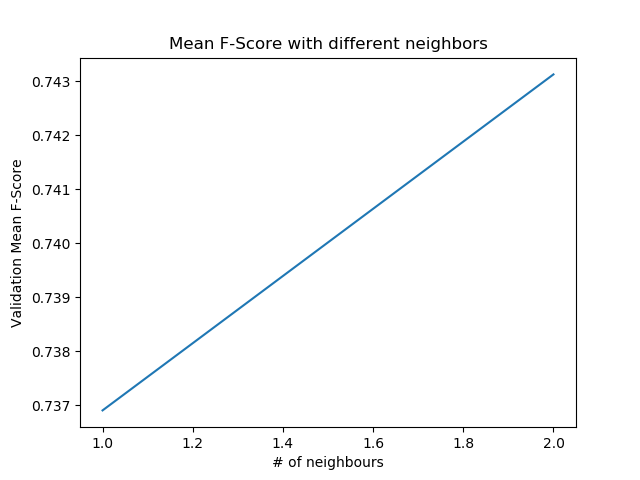 Mean F-Score with different neighbors
0.743
0.742
0.741
0.740
0.739
0.738
0.737
Validation Mean F-Score
1.0 1.2 1.4 1.6 1.8 2.0
# of neighbours